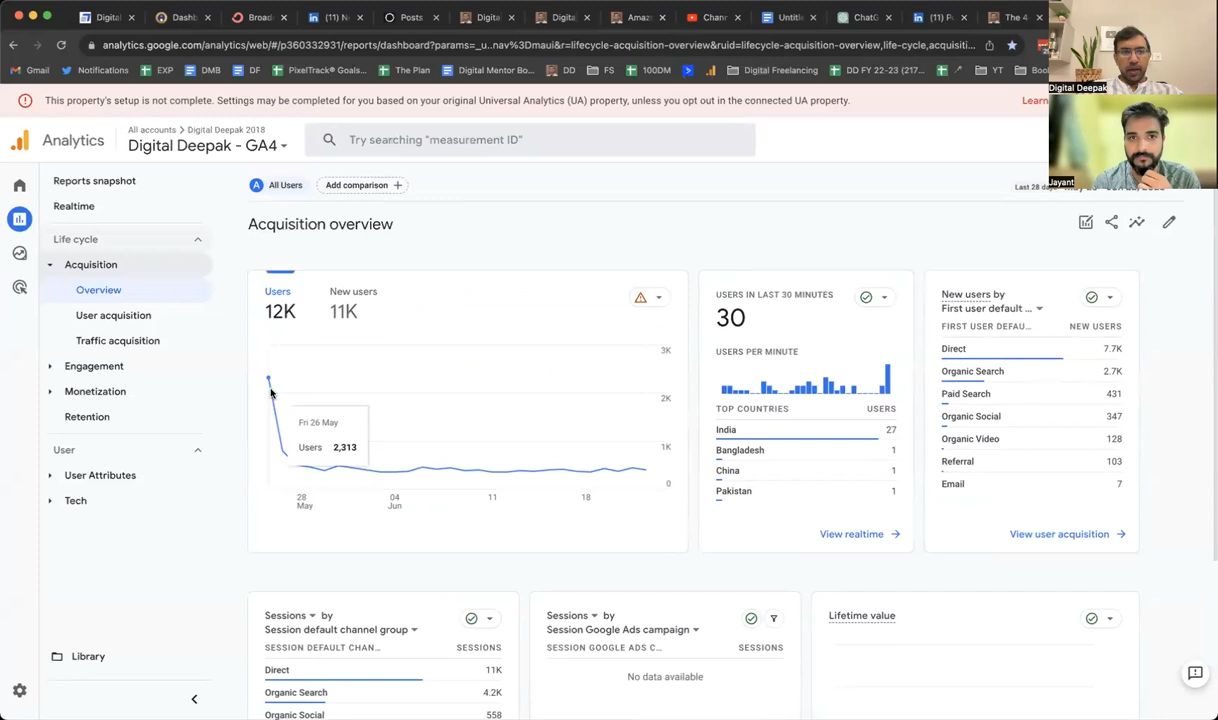 Digital
Dashb
Broad
(1) N
Posts
Digita
Digita
Amaz
Chann
Untitle
ChatG
(1) P
The 4
analytics.google.com/analytics/web/#/p360332931/reports/dashboard?params=_u..nav%3Dmaui&r=lifecycle-acquisition-overview&ruid=lifecycle-acquisition-overview,life-cycle,acquisiti...
Gmail
Notifications
EXP
DMB
DF
PixelTrack® Goals...
The Plan
Digital Mentor Bo...
DD
FS
100DM
Digital Freelancing
DD FY 22-23 (217...
YT
Boo
Digital Deepak
Jayant
This property's setup is not complete. Settings may be completed for you based on your original Universal Analytics (UA) property, unless you opt out in the connected UA property.
Learn
Analytics
All accounts > Digital Deepak 2018
Digital Deepak - GA4
Try searching "measurement ID"
Reports snapshot
Realtime
Life cycle
Acquisition
Overview
User acquisition
Traffic acquisition
Engagement
Monetization
Retention
User
User Attributes
Tech
Library
A All Users
Add comparison +
Last 28 da
Acquisition overview
Users
12K
New users
11K
3K
2K
1K
0
Fri 26 May
Users 2,313
28
May
04
Jun
11
18
USERS IN LAST 30 MINUTES
30
USERS PER MINUTE
TOP COUNTRIES USERS
India 27
Bangladesh 1
China 1
Pakistan 1
View realtime
New users by
First user default ...
FIRST USER DEFAU... NEW USERS
Direct 7.7K
Organic Search 2.7K
Paid Search 431
Organic Social 347
Organic Video 128
Referral 103
Email 7
View user acquisition
Sessions by
Session default channel group
SESSION DEFAULT CHAN... SESSIONS
Direct 11K
Organic Search 4.2K
Organic Social 558
Sessions by
Session Google Ads campaign
SESSION GOOGLE ADS C... SESSIONS
No data available
Lifetime value